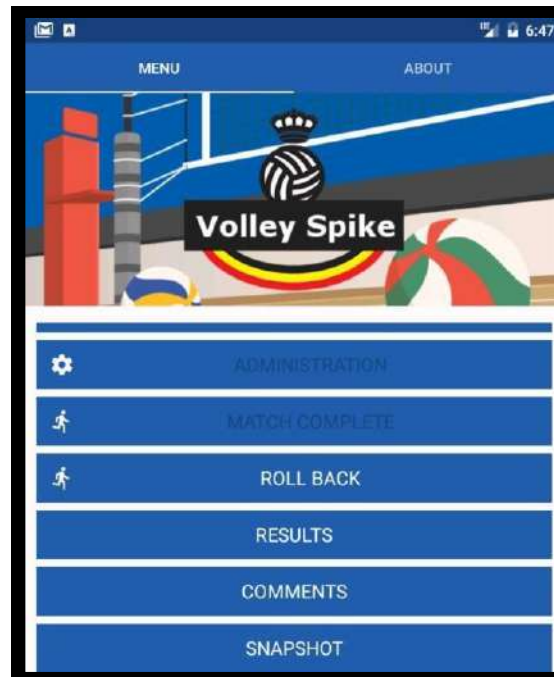 6:47
MENU ABOUT
Volley Spike
ADMINISTRATION
MATCH COMPLETE
ROLL BACK
RESULTS
COMMENTS
SNAPSHOT